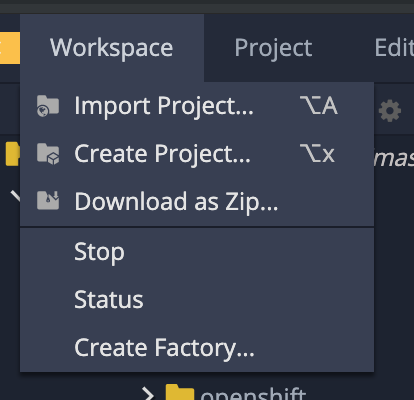 Workspace Project Edit
Import Project... ⌥A
Create Project... ⌥x
mas
Download as Zip...
Stop
Status
Create Factory...
openshift